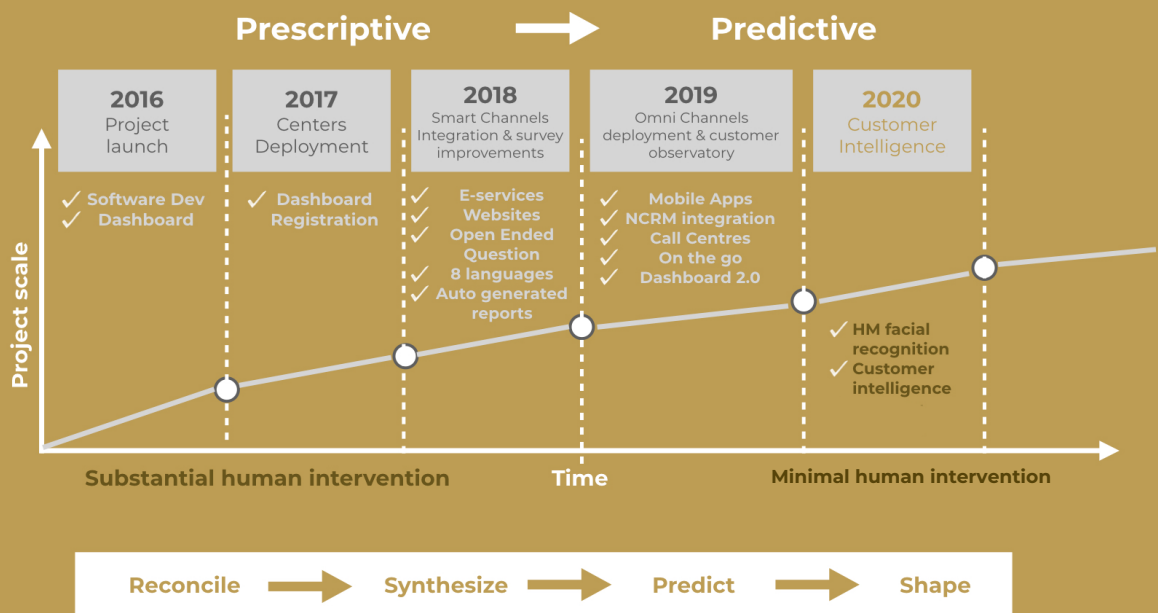 Prescriptive
Predictive
2016
Project
launch
2017
Centers
Deployment
2018
Smart Channels
Integration & survey
improvements
2019
Omni Channels
deployment & customer
observatory
2020
Customer
Intelligence
Software Dev
Dashboard
Dashboard
Registration
E-services
Websites
Open Ended
Question
8 languages
Auto generated
reports
Mobile Apps
NCRM integration
Call Centres
On the go
Dashboard 2.0
HM facial
recognition
Customer
intelligence
Project scale
Substantial human intervention
Time
Minimal human intervention
Reconcile
Synthesize
Predict
Shape